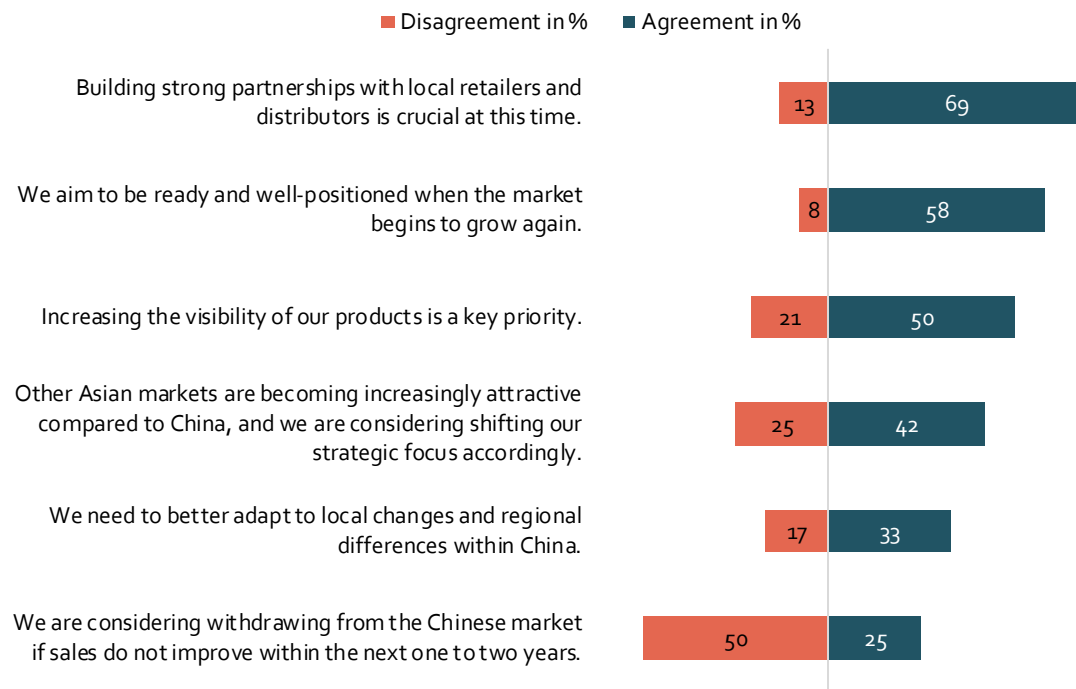 Disagreement in % Agreement in %
Building strong partnerships with local retailers and
distributors is crucial at this time.
13 69
We aim to be ready and well-positioned when the market
begins to grow again.
8 58
Increasing the visibility of our products is a key priority.
21 50
Other Asian markets are becoming increasingly attractive
compared to China, and we are considering shifting our
strategic focus accordingly.
25 42
We need to better adapt to local changes and regional
differences within China.
17 33
We are considering withdrawing from the Chinese market
if sales do not improve within the next one to two years.
50 25